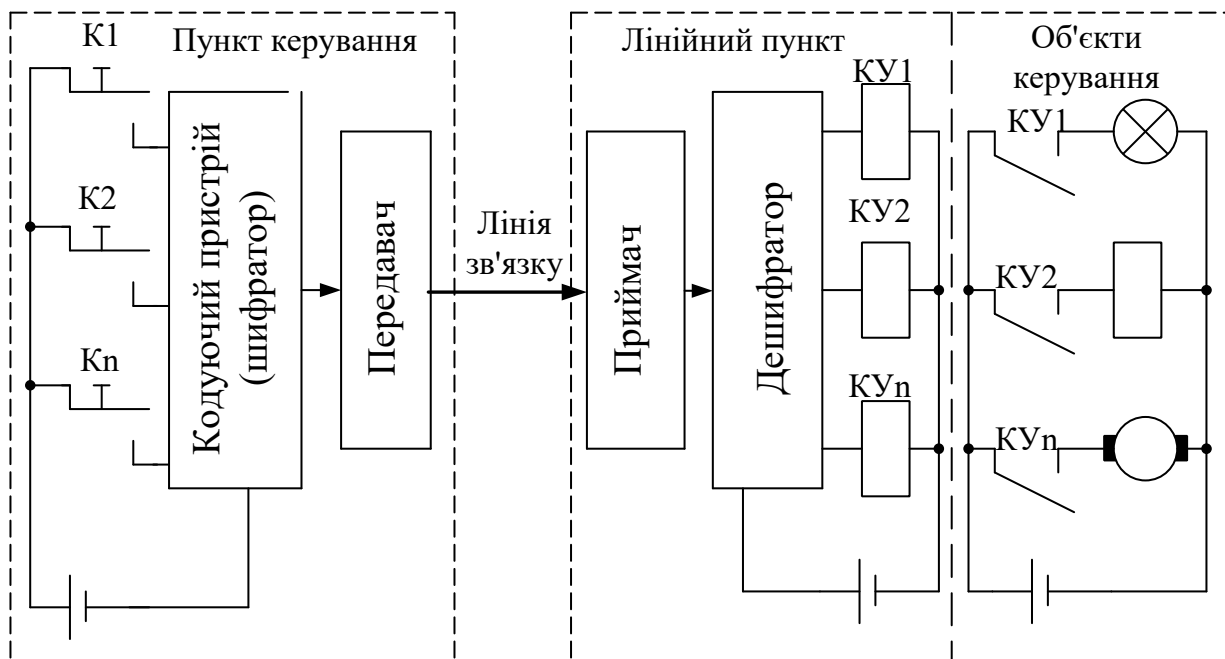 К1
Пункт керування
К2
Кn
Кодуючий пристрій
(шифратор)
Передавач
Лінія
зв'язку
Лінійний пункт
Приймач
Дешифратор
КУ1
КУ2
КУn
Об'єкти
керування
КУ1
КУ2
КУn